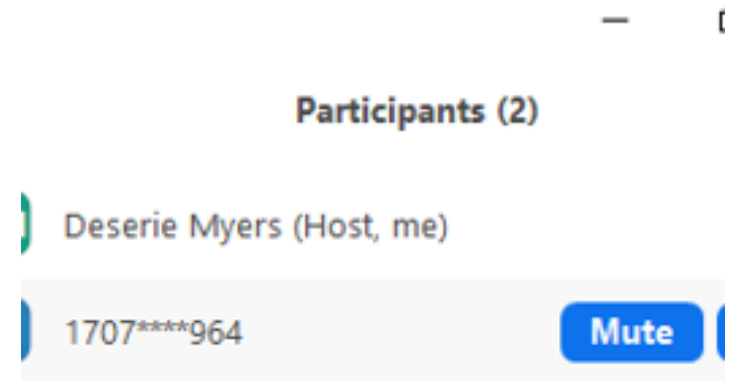 Participants (2)
Deserie Myers (Host, me)
1707****964 Mute